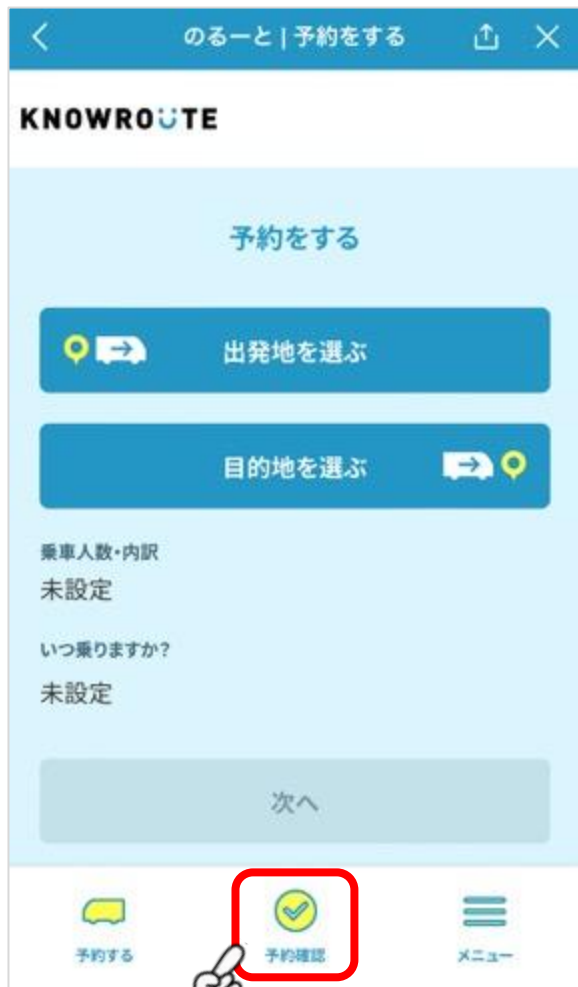 のるーと | 予約をする
KNOWROUTE
予約をする
出発地を選ぶ
目的地を選ぶ
乗車人数・内訳
未設定
いつ乗りますか？
未設定
次へ
予約する
予約確認
メニュー